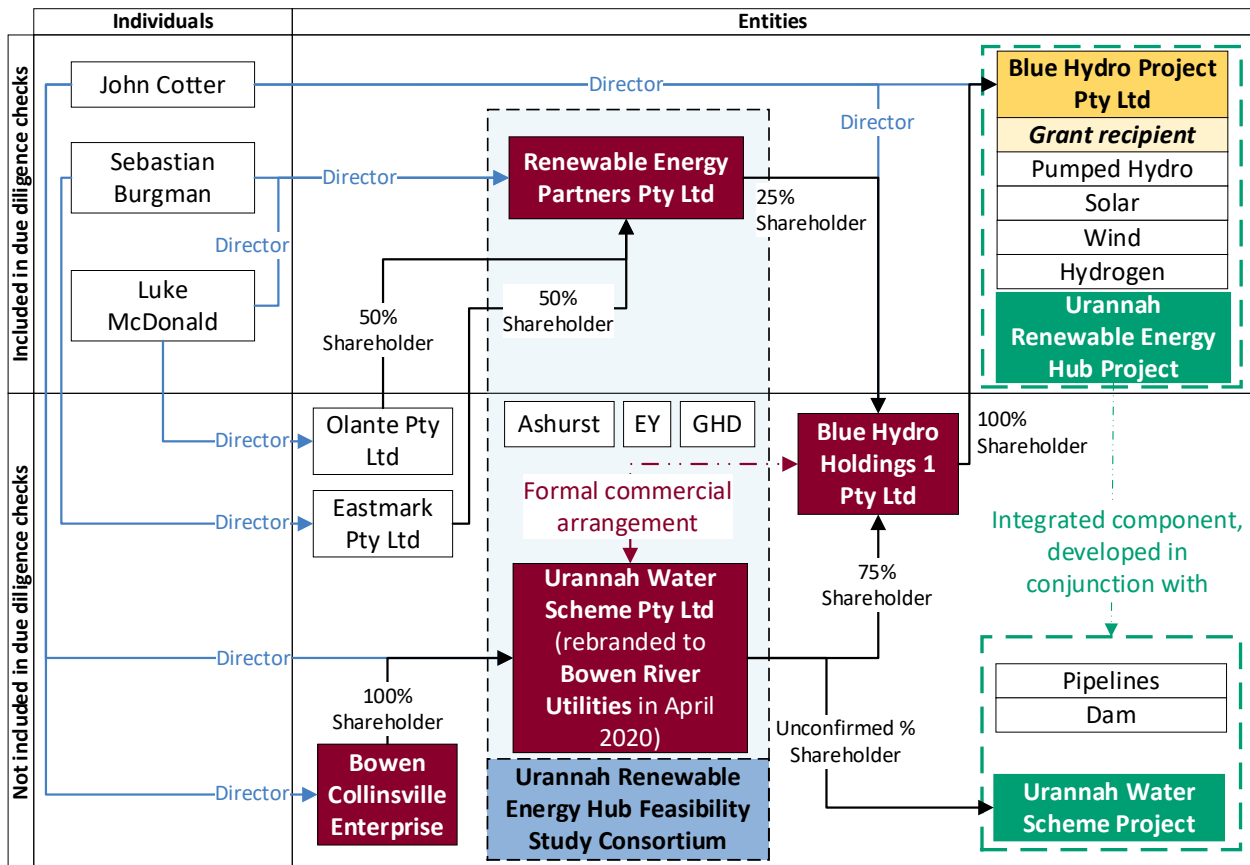 Individuals
Entities
Included in due diligence checks
Not included in due diligence checks
John Cotter
Sebastian
Burgman
Luke
McDonald
Director
Director
Director
Director
Renewable Energy
Partners Pty Ltd
25%
Shareholder
50%
Shareholder
50%
Shareholder
Blue Hydro Project
Pty Ltd
Grant recipient
Pumped Hydro
Solar
Wind
Hydrogen
Urannah
Renewable Energy
Hub Project
Director
Olante Pty
Ltd
Director
Eastmark
Pty Ltd
Ashurst
EY
GHD
Formal commercial
arrangement
Blue Hydro
Holdings 1
Pty Ltd
100%
Shareholder
75%
Shareholder
Integrated component,
developed in
conjunction with
Urannah Water
Scheme Pty Ltd
(rebranded to
Bowen River
Utilities in April
2020)
Director
100%
Shareholder
Director
Bowen
Collinsville
Enterprise
Urannah Renewable
Energy Hub Feasibility
Study Consortium
Unconfirmed %
Shareholder
Pipelines
Dam
Urannah Water
Scheme Project